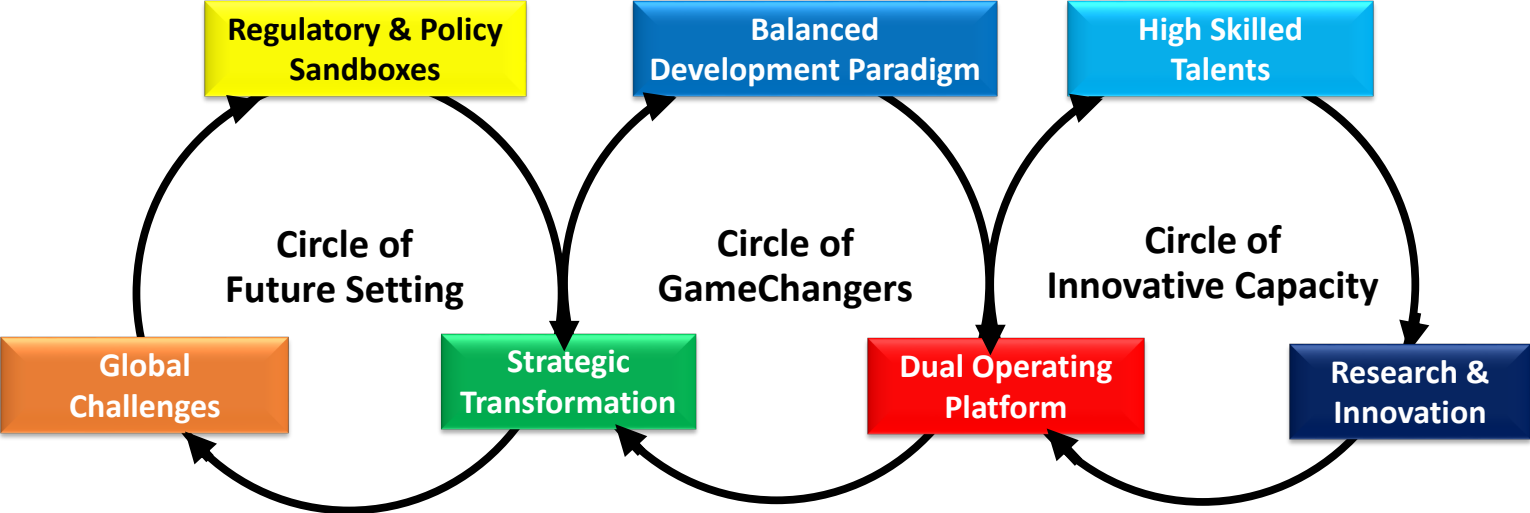 Regulatory & Policy
Sandboxes
Balanced
Development Paradigm
High Skilled
Talents
Circle of
Future Setting
Circle of
GameChangers
Circle of
Innovative Capacity
Global
Challenges
Strategic
Transformation
Dual Operating
Platform
Research &
Innovation